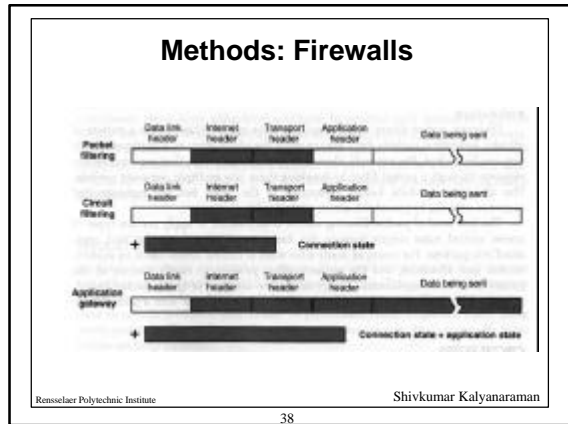 Methods: Firewalls
Data link header
Internet header
Transport header
Application header
Data being sent
Packet filtering
Data link header
Internet header
Transport header
Application header
Data being sent
Circuit filtering
+
Connection state
Data link header
Internet header
Transport header
Application header
Data being sent
Application gateway
+
Connection state + application state
Rensselaer Polytechnic Institute
Shivkumar Kalyanaraman
38